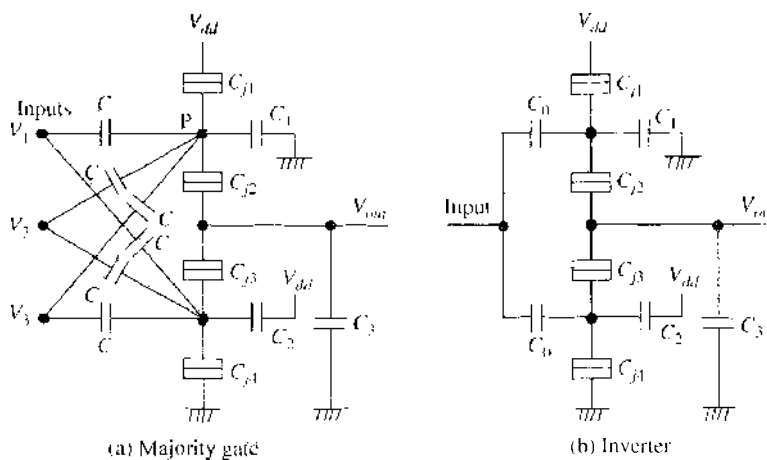 V_dd
C_j1
Inputs
C
P
C_1
V_1
C
C_j2
C
V_2
V_out
C
C_j3
V_dd
C
V_3
C
C_2
C_3
C_j4
(a) Majority gate
V_dd
C_j1
C_0
C_1
C_j2
Input
C_j3
V_dd
C_0
C_2
C_3
C_j4
(b) Inverter